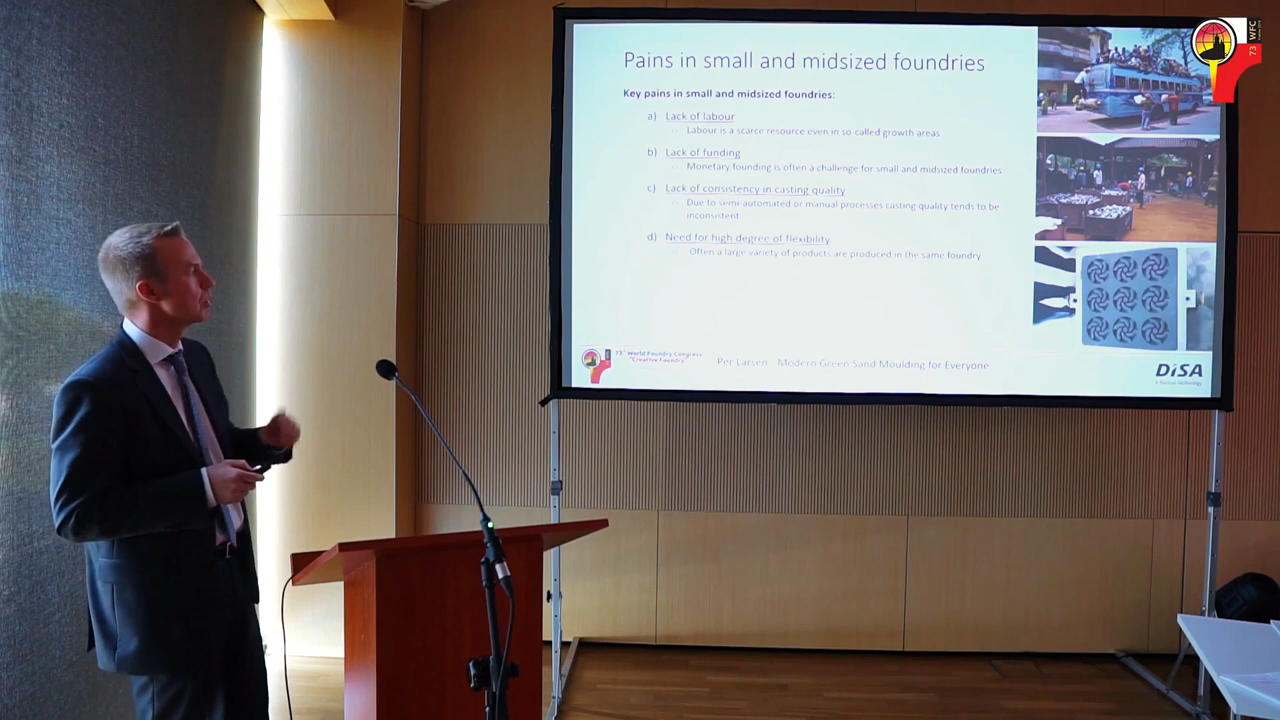 Pains in small and midsized foundries
Key pains in small and midsized foundries:
a) Lack of labour
Labour is a scarce resource even in so called growth areas
b) Lack of funding
Monetary founding is often a challenge for small and midsized foundries
c) Lack of consistency in casting quality
Due to semi automated or manual processes casting quality tends to be
inconsistent
d) Need for high degree of flexibility
Often a large variety of products are produced in the same foundry
73rd World Foundry Congress
"Creative Foundry"
Per Larsen Modern Green Sand Moulding for Everyone
DISA
A Norican Technology
73 WFC